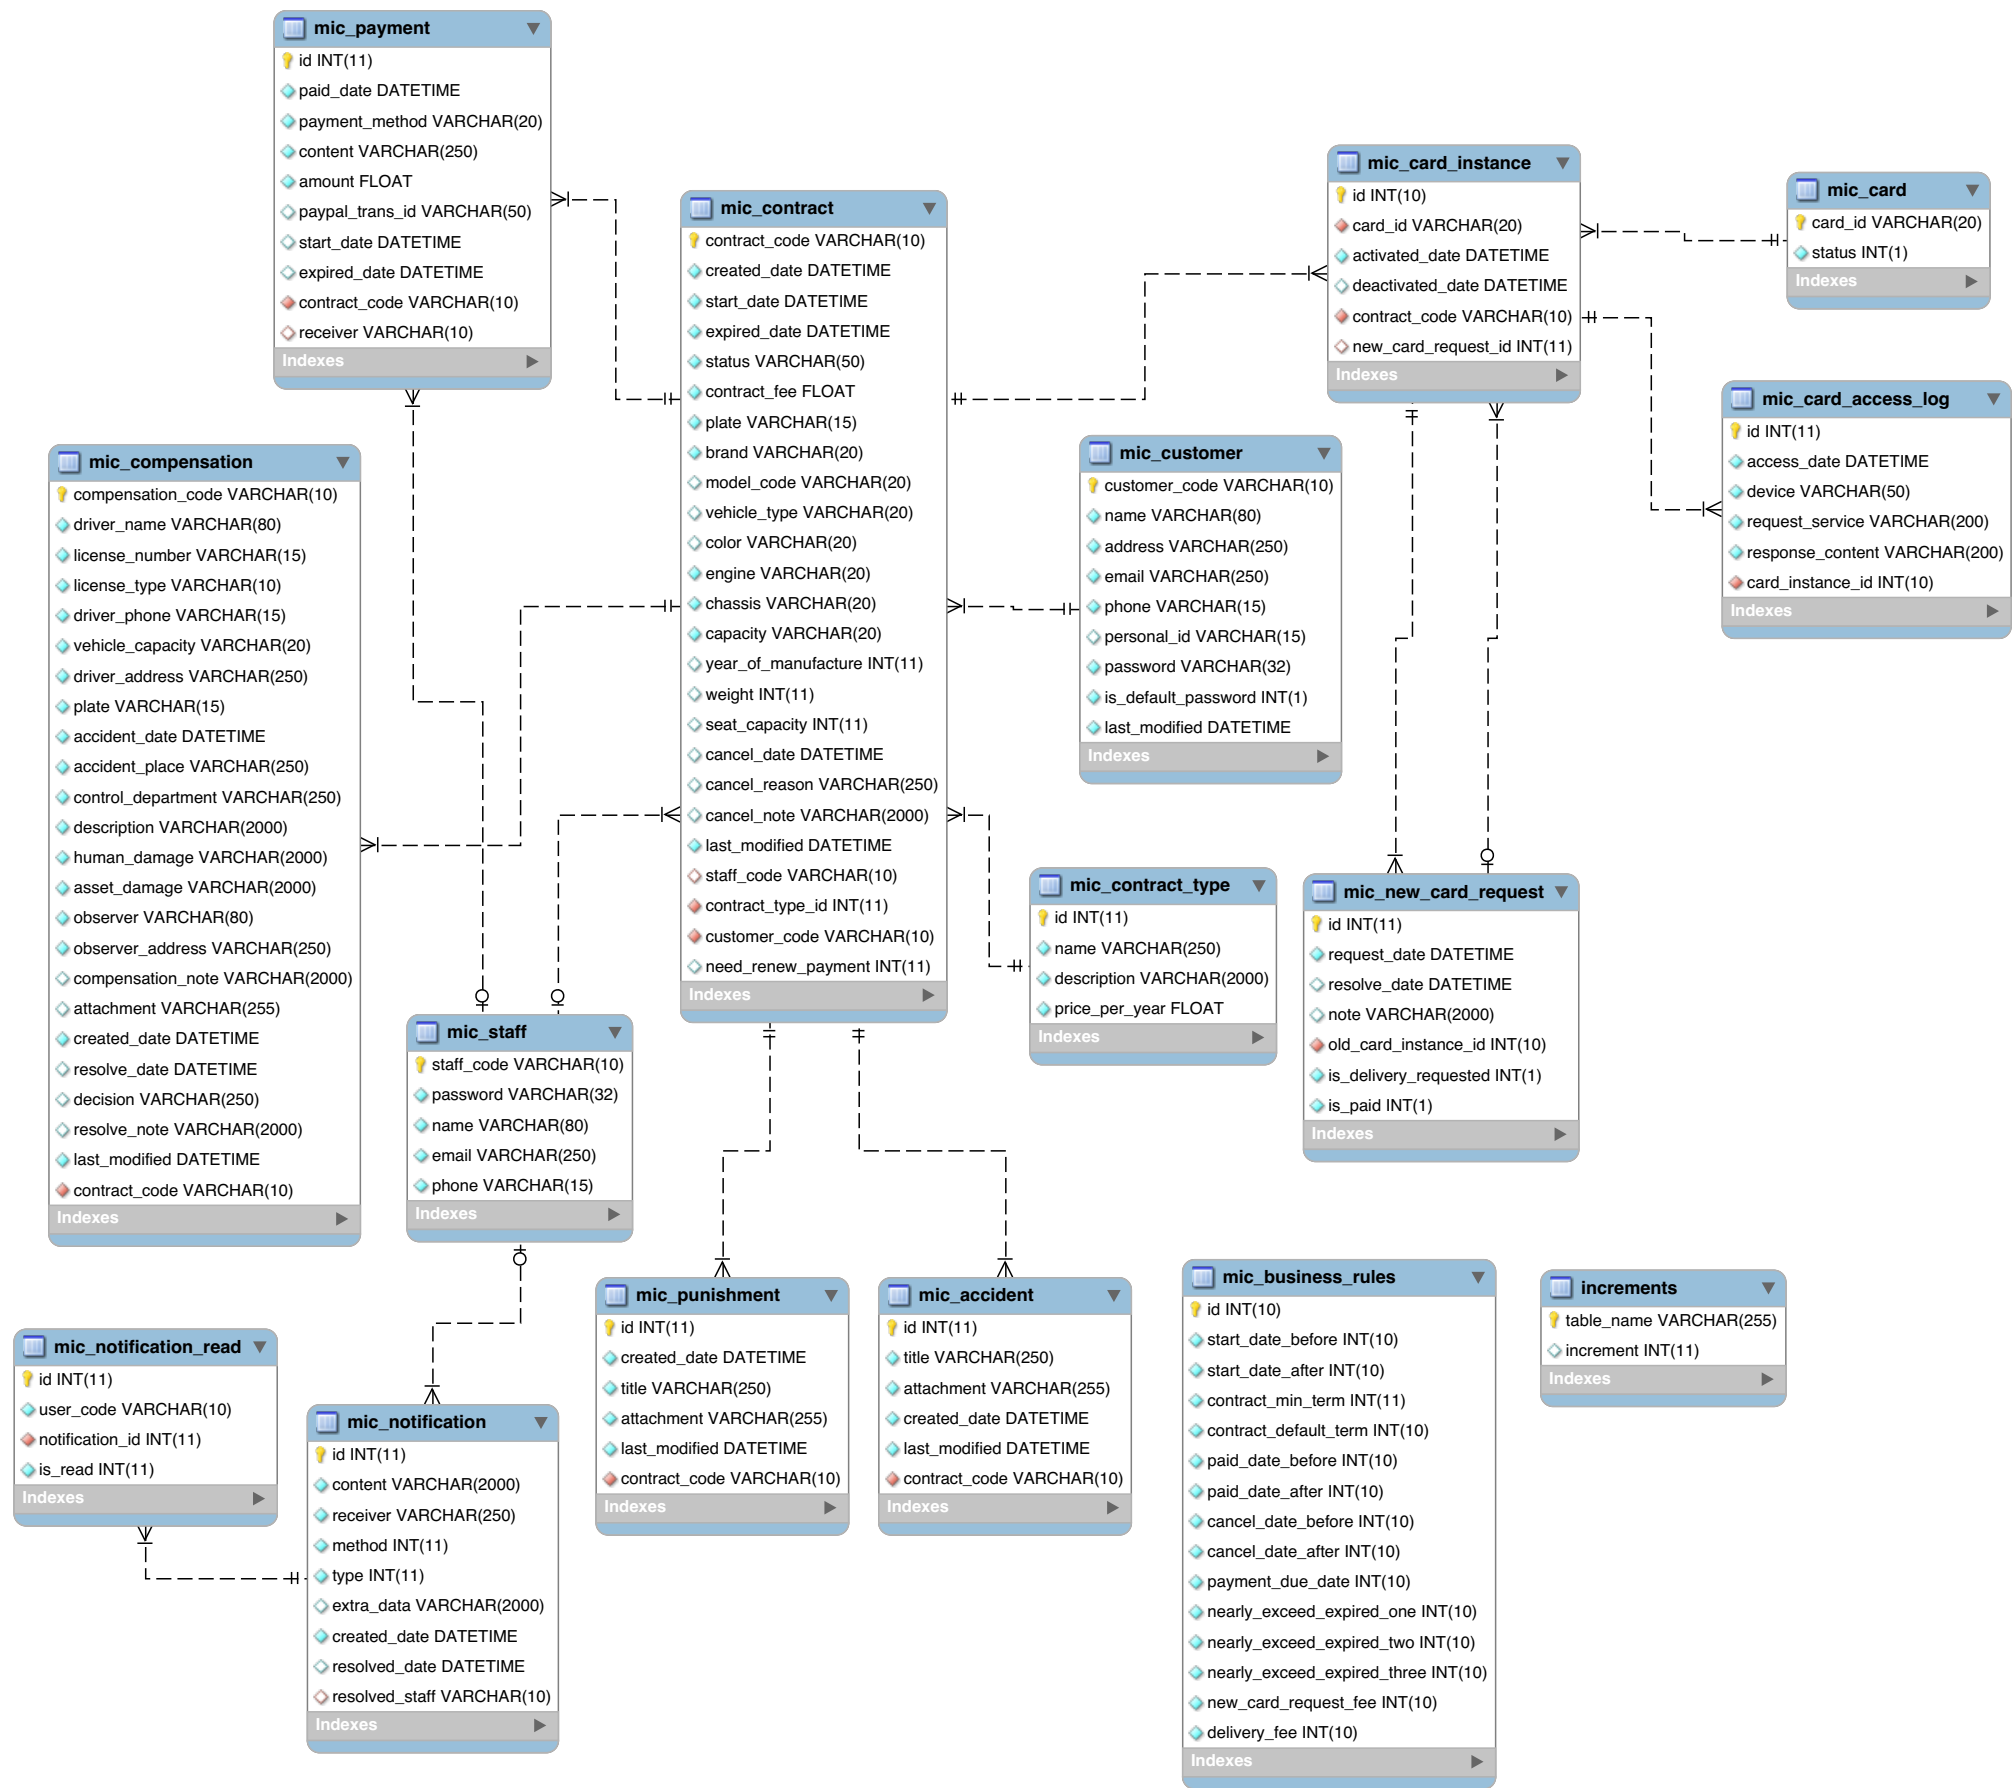 mic_payment
id INT(11)
paid_date DATETIME
payment_method VARCHAR(20)
content VARCHAR(250)
amount FLOAT
paypal_trans_id VARCHAR(50)
start_date DATETIME
expired_date DATETIME
contract_code VARCHAR(10)
receiver VARCHAR(10)
Indexes
mic_contract
contract_code VARCHAR(10)
created_date DATETIME
start_date DATETIME
expired_date DATETIME
status VARCHAR(50)
contract_fee FLOAT
plate VARCHAR(15)
brand VARCHAR(20)
model_code VARCHAR(20)
vehicle_type VARCHAR(20)
color VARCHAR(20)
engine VARCHAR(20)
chassis VARCHAR(20)
capacity VARCHAR(20)
year_of_manufacture INT(11)
weight INT(11)
seat_capacity INT(11)
cancel_date DATETIME
cancel_reason VARCHAR(250)
cancel_note VARCHAR(2000)
last_modified DATETIME
staff_code VARCHAR(10)
contract_type_id INT(11)
customer_code VARCHAR(10)
need_renew_payment INT(11)
Indexes
mic_card_instance
id INT(10)
card_id VARCHAR(20)
activated_date DATETIME
deactivated_date DATETIME
contract_code VARCHAR(10)
new_card_request_id INT(11)
Indexes
mic_card
card_id VARCHAR(20)
status INT(1)
Indexes
mic_card_access_log
id INT(11)
access_date DATETIME
device VARCHAR(50)
request_service VARCHAR(200)
response_content VARCHAR(200)
card_instance_id INT(10)
Indexes
mic_compensation
compensation_code VARCHAR(10)
driver_name VARCHAR(80)
license_number VARCHAR(15)
license_type VARCHAR(10)
driver_phone VARCHAR(15)
vehicle_capacity VARCHAR(20)
driver_address VARCHAR(250)
plate VARCHAR(15)
accident_date DATETIME
accident_place VARCHAR(250)
control_department VARCHAR(250)
description VARCHAR(2000)
human_damage VARCHAR(2000)
asset_damage VARCHAR(2000)
observer VARCHAR(80)
observer_address VARCHAR(250)
compensation_note VARCHAR(2000)
attachment VARCHAR(255)
created_date DATETIME
resolve_date DATETIME
decision VARCHAR(250)
resolve_note VARCHAR(2000)
last_modified DATETIME
contract_code VARCHAR(10)
Indexes
mic_customer
customer_code VARCHAR(10)
name VARCHAR(80)
address VARCHAR(250)
email VARCHAR(250)
phone VARCHAR(15)
personal_id VARCHAR(15)
password VARCHAR(32)
is_default_password INT(1)
last_modified DATETIME
Indexes
mic_contract_type
id INT(11)
name VARCHAR(250)
description VARCHAR(2000)
price_per_year FLOAT
Indexes
mic_new_card_request
id INT(11)
request_date DATETIME
resolve_date DATETIME
note VARCHAR(2000)
old_card_instance_id INT(10)
is_delivery_requested INT(1)
is_paid INT(1)
Indexes
mic_staff
staff_code VARCHAR(10)
password VARCHAR(32)
name VARCHAR(80)
email VARCHAR(250)
phone VARCHAR(15)
Indexes
mic_notification_read
id INT(11)
user_code VARCHAR(10)
notification_id INT(11)
is_read INT(11)
Indexes
mic_notification
id INT(11)
content VARCHAR(2000)
receiver VARCHAR(250)
method INT(11)
type INT(11)
extra_data VARCHAR(2000)
created_date DATETIME
resolved_date DATETIME
resolved_staff VARCHAR(10)
Indexes
mic_punishment
id INT(11)
created_date DATETIME
title VARCHAR(250)
attachment VARCHAR(255)
last_modified DATETIME
contract_code VARCHAR(10)
Indexes
mic_accident
id INT(11)
title VARCHAR(250)
attachment VARCHAR(255)
created_date DATETIME
last_modified DATETIME
contract_code VARCHAR(10)
Indexes
mic_business_rules
id INT(10)
start_date_before INT(10)
start_date_after INT(10)
contract_min_term INT(11)
contract_default_term INT(10)
paid_date_before INT(10)
paid_date_after INT(10)
cancel_date_before INT(10)
cancel_date_after INT(10)
payment_due_date INT(10)
nearly_exceed_expired_one INT(10)
nearly_exceed_expired_two INT(10)
nearly_exceed_expired_three INT(10)
new_card_request_fee INT(10)
delivery_fee INT(10)
Indexes
increments
table_name VARCHAR(255)
increment INT(11)
Indexes